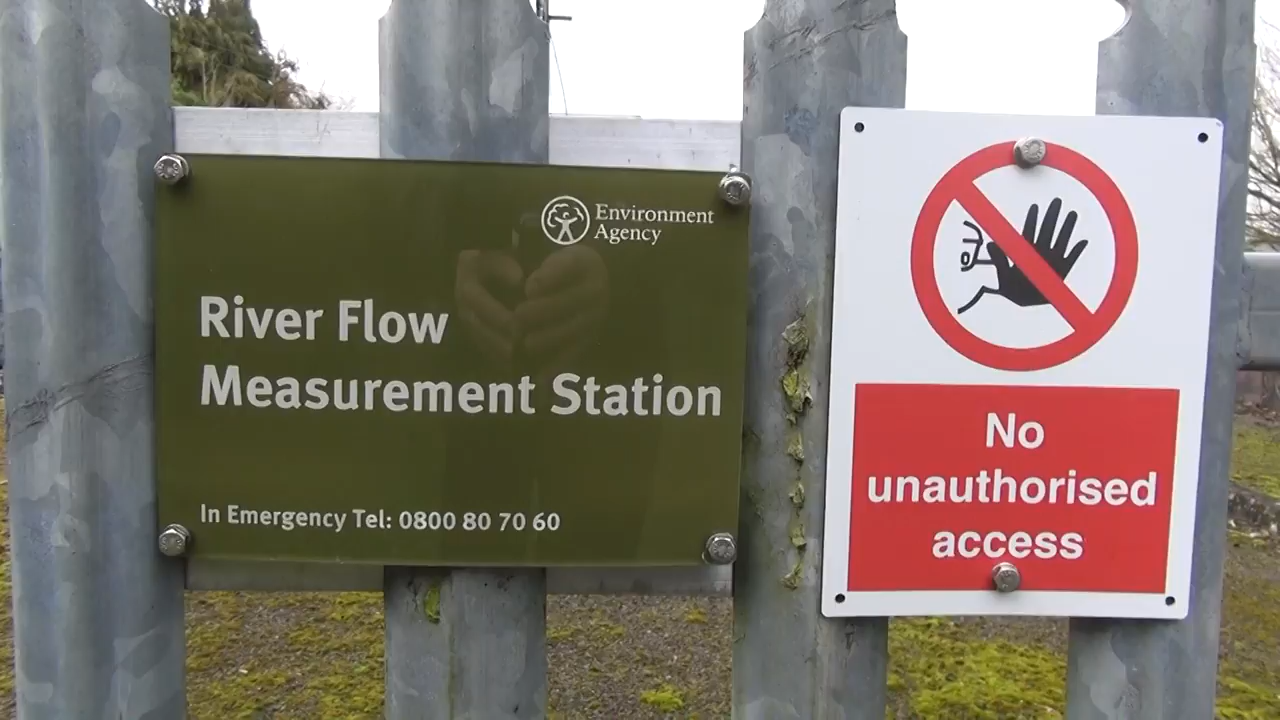 Environment
Agency
River Flow
Measurement Station
In Emergency Tel: 0800 80 70 60
No
unauthorised
access